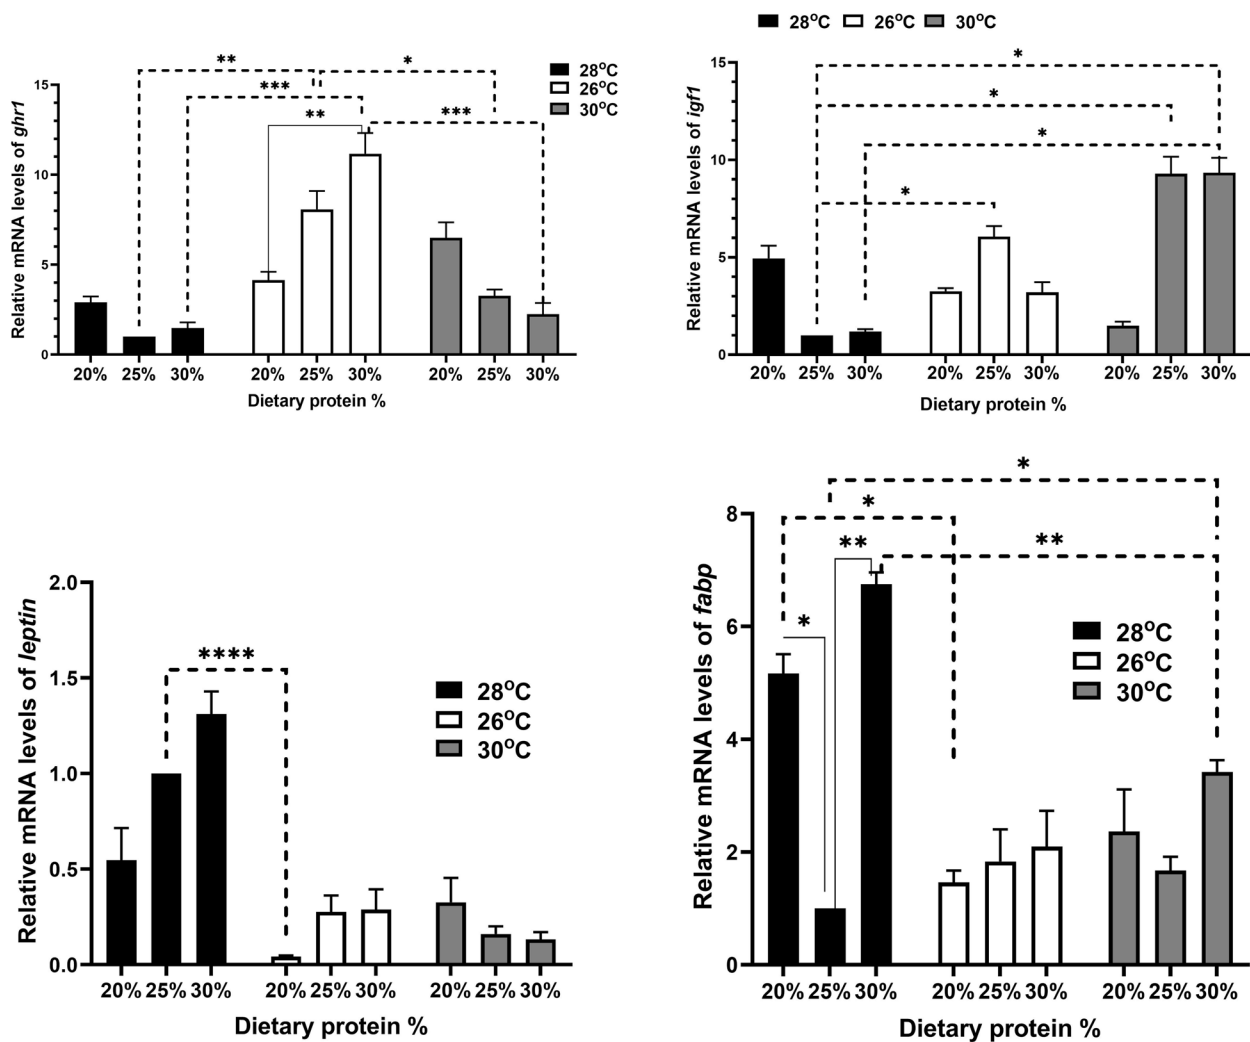 28°C 26°C 30°C
** *
28°C
*** 26°C
** *** 30°C
Relative mRNA levels of ghr1
15
10
5
0
20% 25% 30% 20% 25% 30% 20% 25% 30%
Dietary protein %
*
*
*
*
Relative mRNA levels of igf1
15
10
5
0
20% 25% 30% 20% 25% 30% 20% 25% 30%
Dietary protein %
****
28°C
26°C
30°C
Relative mRNA levels of leptin
2.0
1.5
1.0
0.5
0.0
20% 25% 30% 20% 25% 30% 20% 25% 30%
Dietary protein %
*
*
** **
*
28°C
26°C
30°C
Relative mRNA levels of fabp
8
6
4
2
0
20% 25% 30% 20% 25% 30% 20% 25% 30%
Dietary protein %